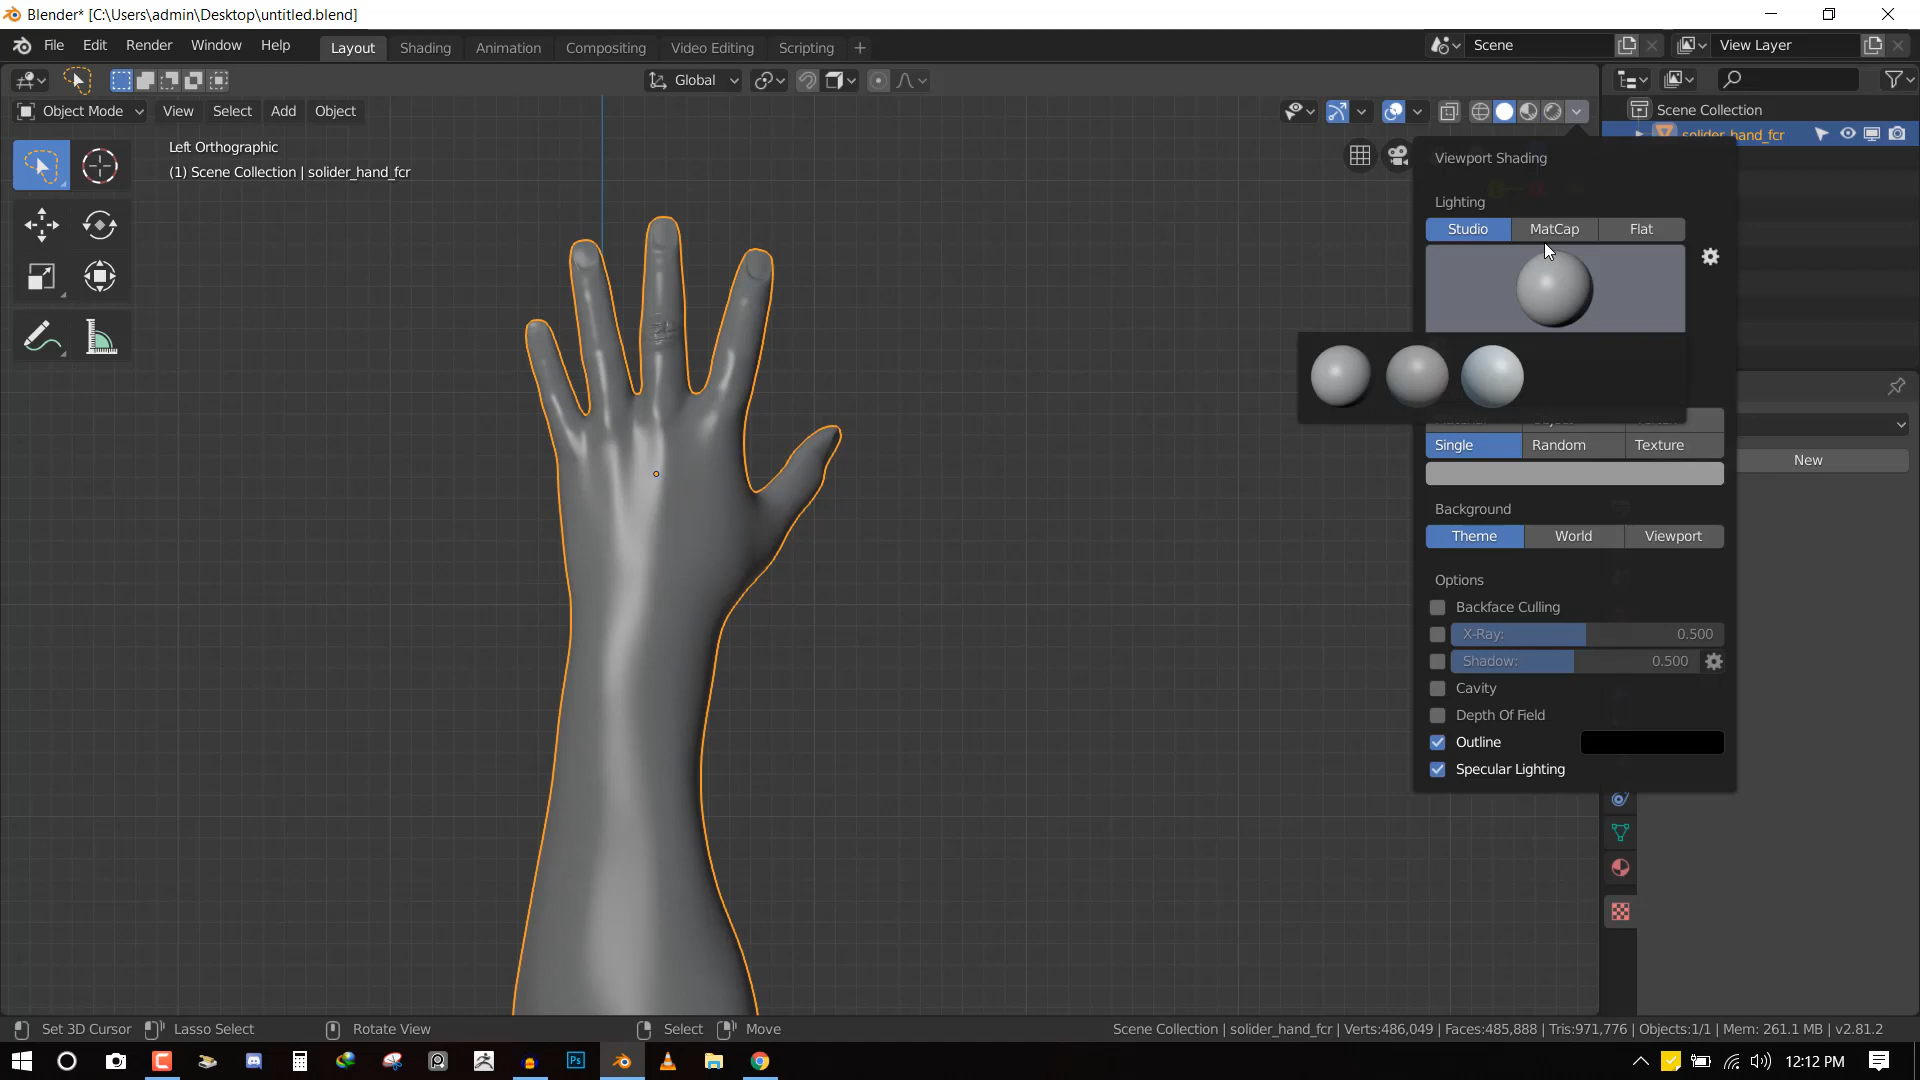 Blender* [C:\Users\admin\Desktop\untitled.blend]
File Edit Render Window Help Layout Shading Animation Compositing Video Editing Scripting + Scene View Layer
Global
Object Mode View Select Add Object
Scene Collection
solider_hand_fcr
Left Orthographic
(1) Scene Collection | solider_hand_fcr
Viewport Shading
Lighting
Studio MatCap Flat
Single Random Texture
New
Background
Theme World Viewport
Options
Backface Culling
X-Ray: 0.500
Shadow: 0.500
Cavity
Depth Of Field
Outline
Specular Lighting
Set 3D Cursor Lasso Select Rotate View Select Move Scene Collection | solider_hand_fcr | Verts:486,049 | Faces:485,888 | Tris:971,776 | Objects:1/1 | Mem: 261.1 MB | v2.81.2
12:12 PM